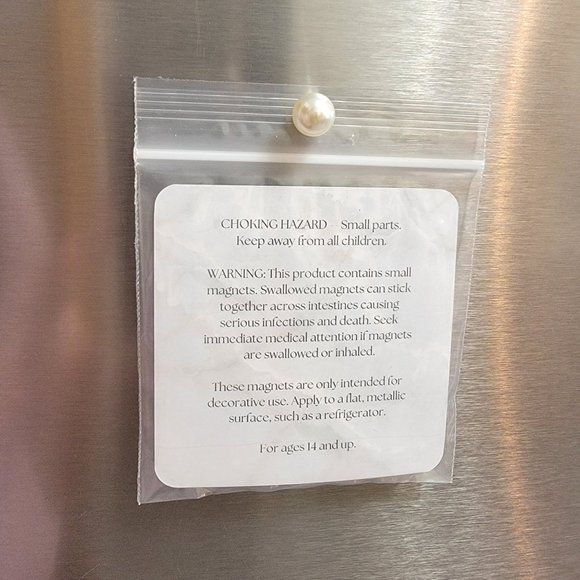 CHOKING HAZARD - Small parts.
Keep away from all children.
WARNING: This product contains small
magnets. Swallowed magnets can stick
together across intestines causing
serious infections and death. Seek
immediate medical attention if magnets
are swallowed or inhaled.
These magnets are only intended for
decorative use. Apply to a flat, metallic
surface, such as a refrigerator.
For ages 14 and up.